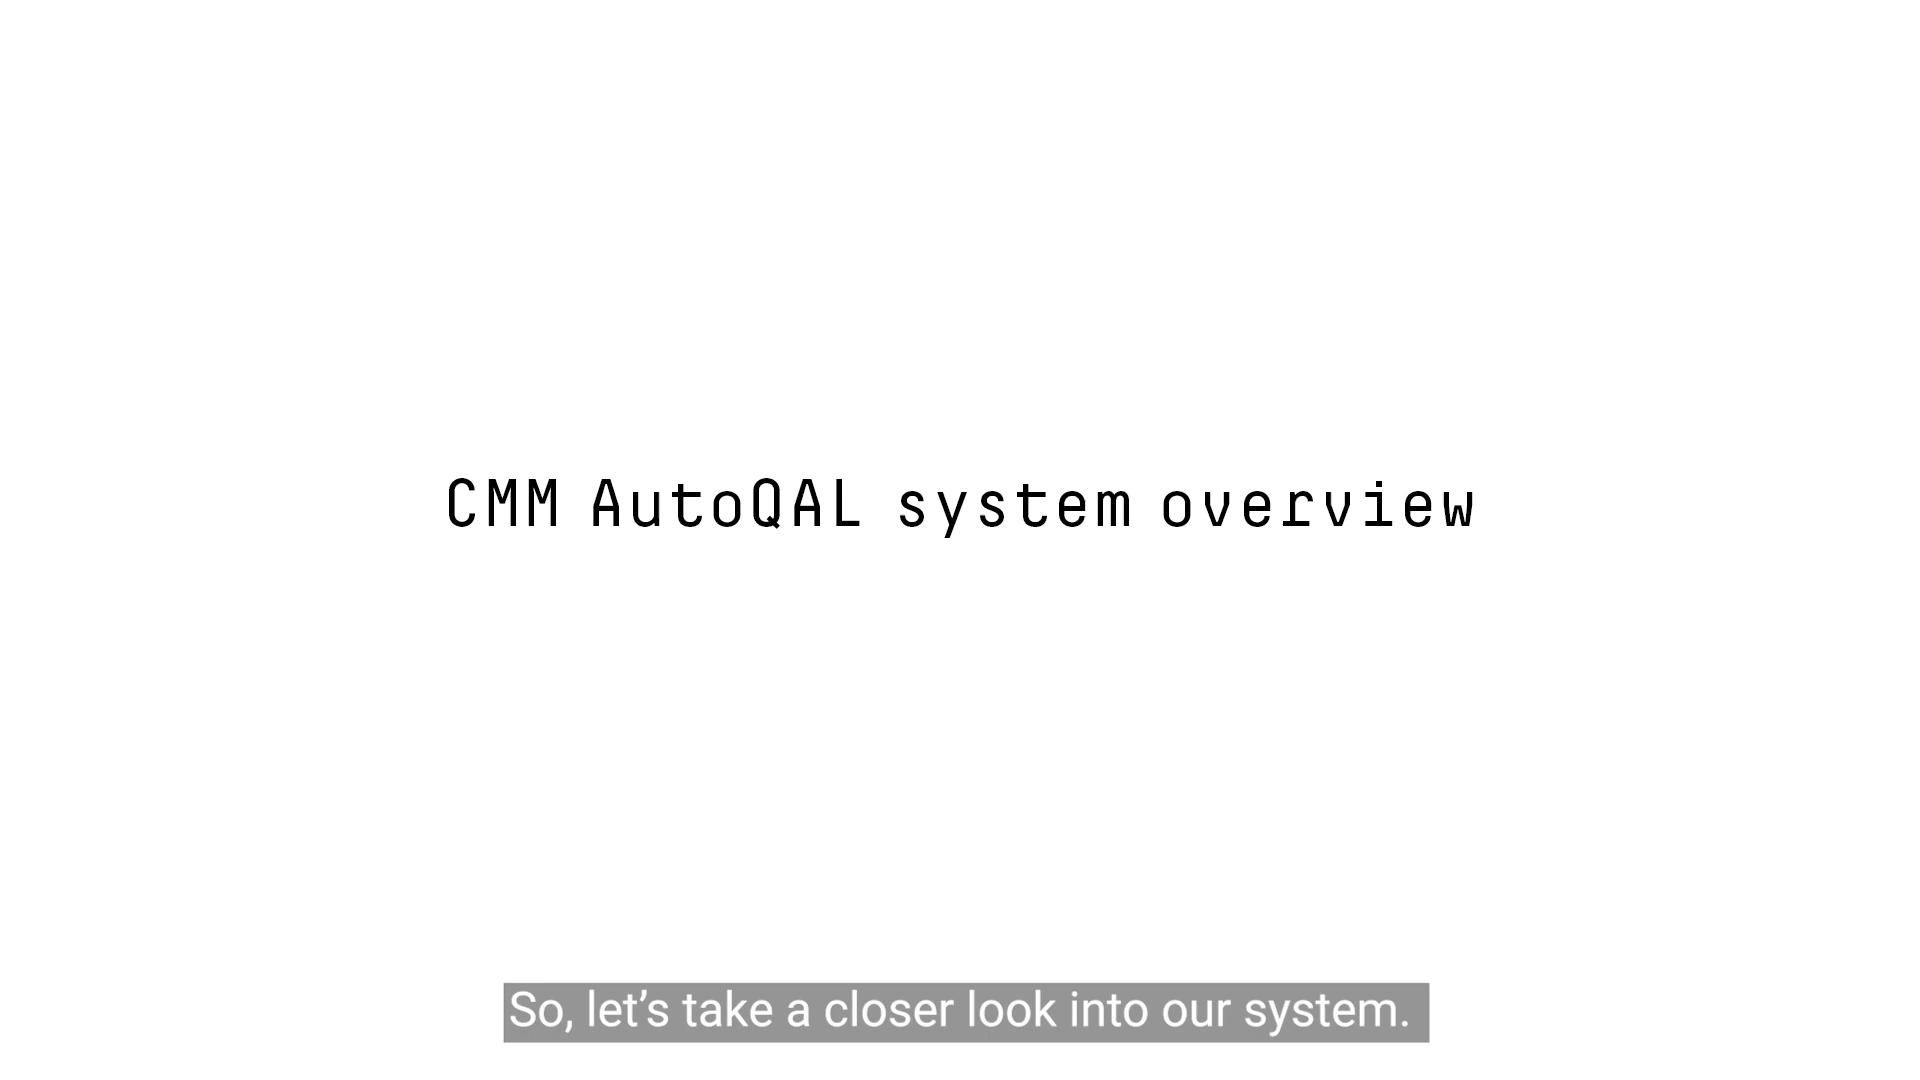 CMM AutoQAL system overview
So, let’s take a closer look into our system.